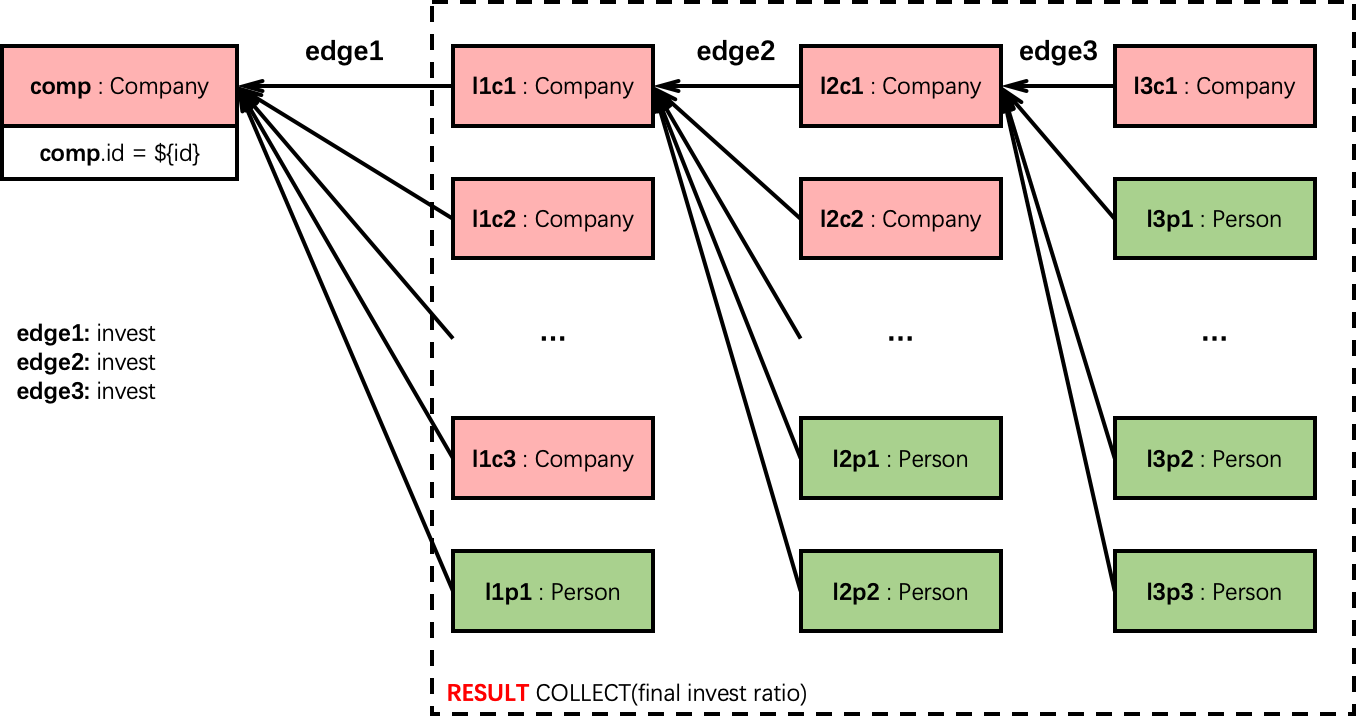 edge1
edge2
edge3
comp : Company
comp.id = ${id}
l1c1 : Company
l2c1 : Company
l3c1 : Company
l1c2 : Company
l2c2 : Company
l3p1 : Person
edge1: invest
edge2: invest
edge3: invest
...
...
...
l1c3 : Company
l2p1 : Person
l3p2 : Person
l1p1 : Person
l2p2 : Person
l3p3 : Person
RESULT COLLECT(final invest ratio)